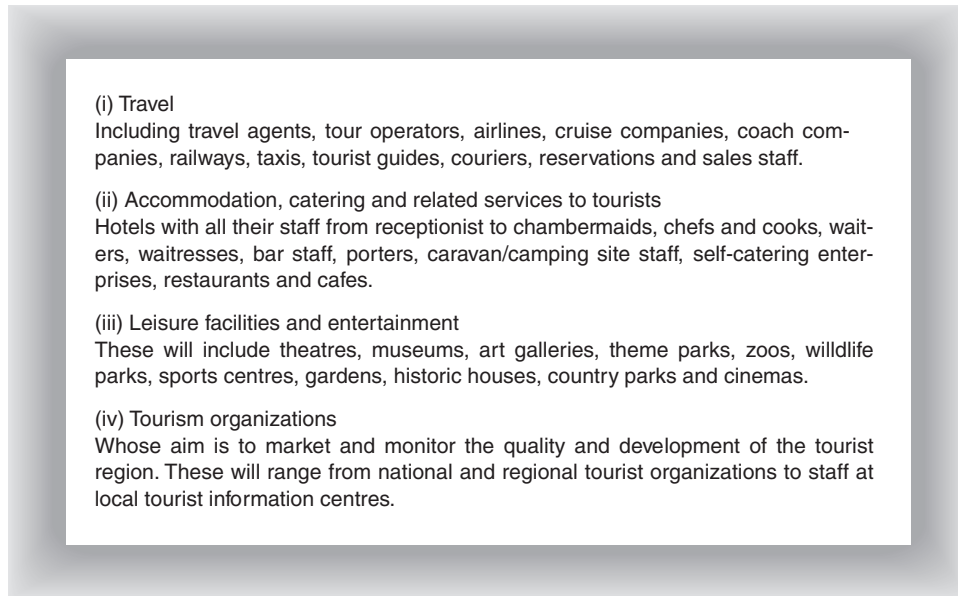 (i) Travel
Including travel agents, tour operators, airlines, cruise companies, coach com-
panies, railways, taxis, tourist guides, couriers, reservations and sales staff.
(ii) Accommodation, catering and related services to tourists
Hotels with all their staff from receptionist to chambermaids, chefs and cooks, wait-
ers, waitresses, bar staff, porters, caravan/camping site staff, self-catering enter-
prises, restaurants and cafes.
(iii) Leisure facilities and entertainment
These will include theatres, museums, art galleries, theme parks, zoos, willdlife
parks, sports centres, gardens, historic houses, country parks and cinemas.
(iv) Tourism organizations
Whose aim is to market and monitor the quality and development of the tourist
region. These will range from national and regional tourist organizations to staff at
local tourist information centres.